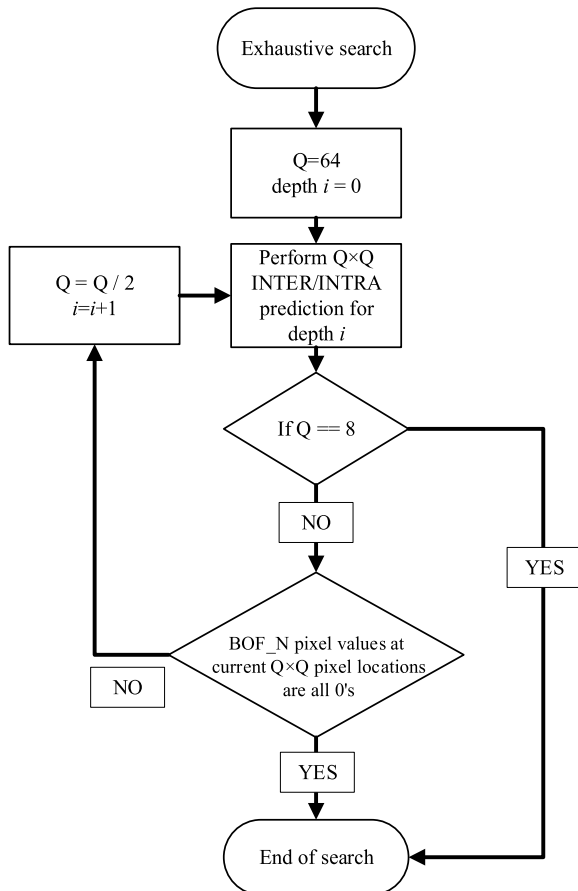 Exhaustive search
Q=64
depth i = 0
Q = Q / 2
i=i+1
Perform Q×Q
INTER/INTRA
prediction for
depth i
If Q == 8
NO
YES
BOF_N pixel values at
current Q×Q pixel locations
are all 0's
NO
YES
End of search